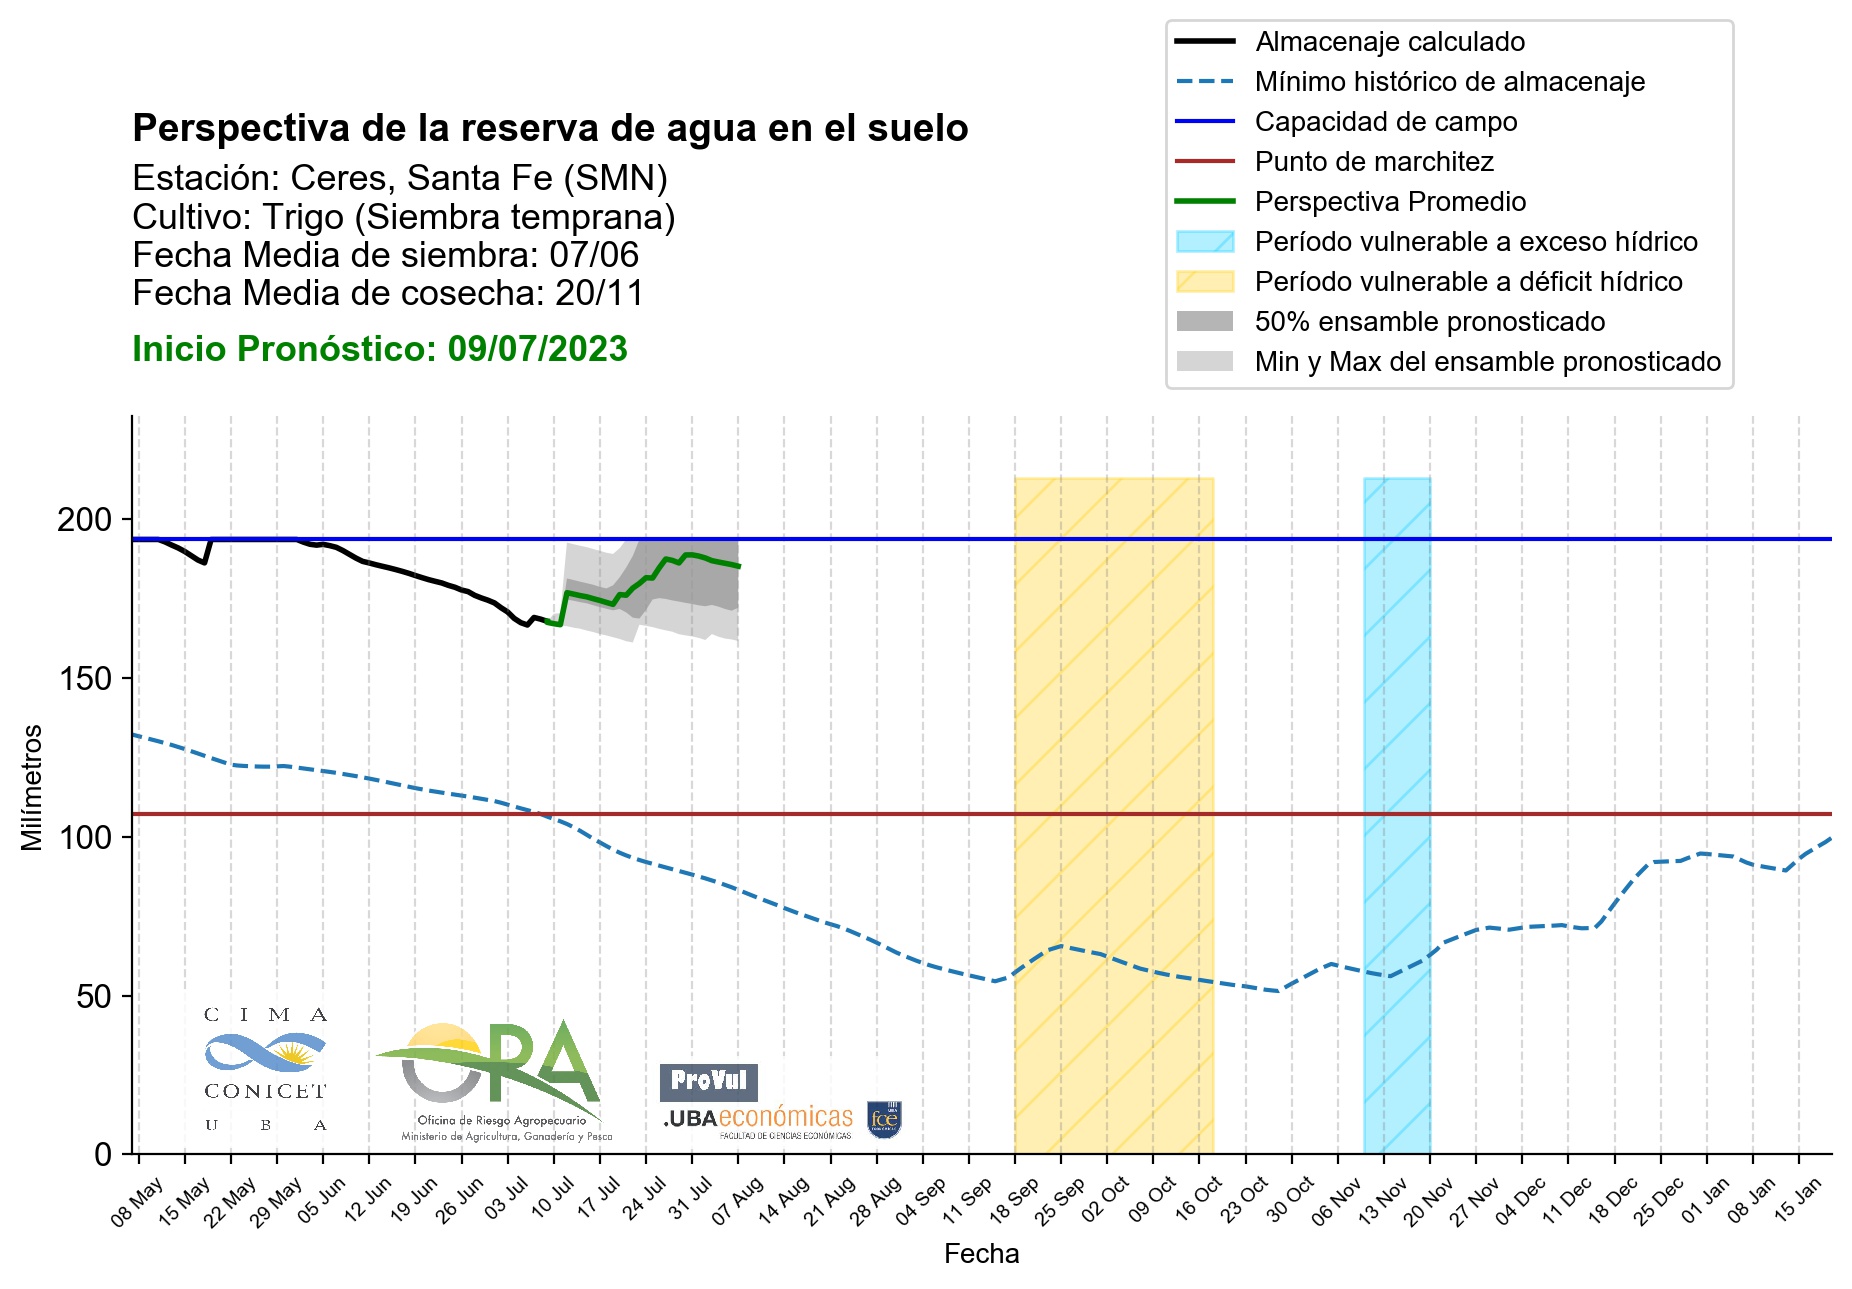 Almacenaje calculado
Mínimo histórico de almacenaje
Capacidad de campo
Punto de marchitez
Perspectiva Promedio
Período vulnerable a exceso hídrico
Período vulnerable a déficit hídrico
50% ensamble pronosticado
Min y Max del ensamble pronosticado
Perspectiva de la reserva de agua en el suelo
Estación: Ceres, Santa Fe (SMN)
Cultivo: Trigo (Siembra temprana)
Fecha Media de siembra: 07/06
Fecha Media de cosecha: 20/11
Inicio Pronóstico: 09/07/2023
Milímetros
200
150
100
50
0
CIMA
CONICET
UBA
ORA
Oficina de Riesgo Agropecuario
Ministerio de Agricultura, Ganadería y Pesca
ProVul
.UBAeconómicas
FACULTAD DE CIENCIAS ECONÓMICAS
fce
08 May
15 May
22 May
29 May
05 Jun
12 Jun
19 Jun
26 Jun
03 Jul
10 Jul
17 Jul
24 Jul
31 Jul
07 Aug
14 Aug
21 Aug
28 Aug
04 Sep
11 Sep
18 Sep
25 Sep
02 Oct
09 Oct
16 Oct
23 Oct
30 Oct
06 Nov
13 Nov
20 Nov
27 Nov
04 Dec
11 Dec
18 Dec
25 Dec
01 Jan
08 Jan
15 Jan
Fecha